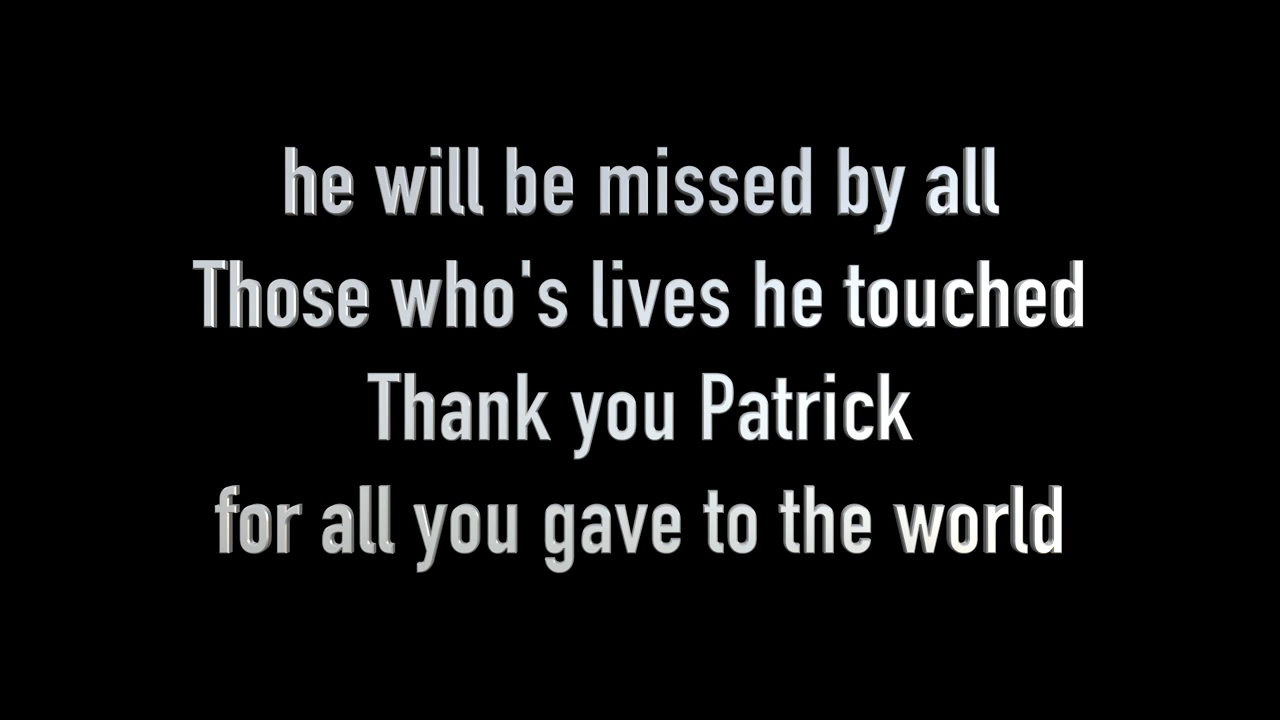 he will be missed by all
Those who's lives he touched
Thank you Patrick
for all you gave to the world